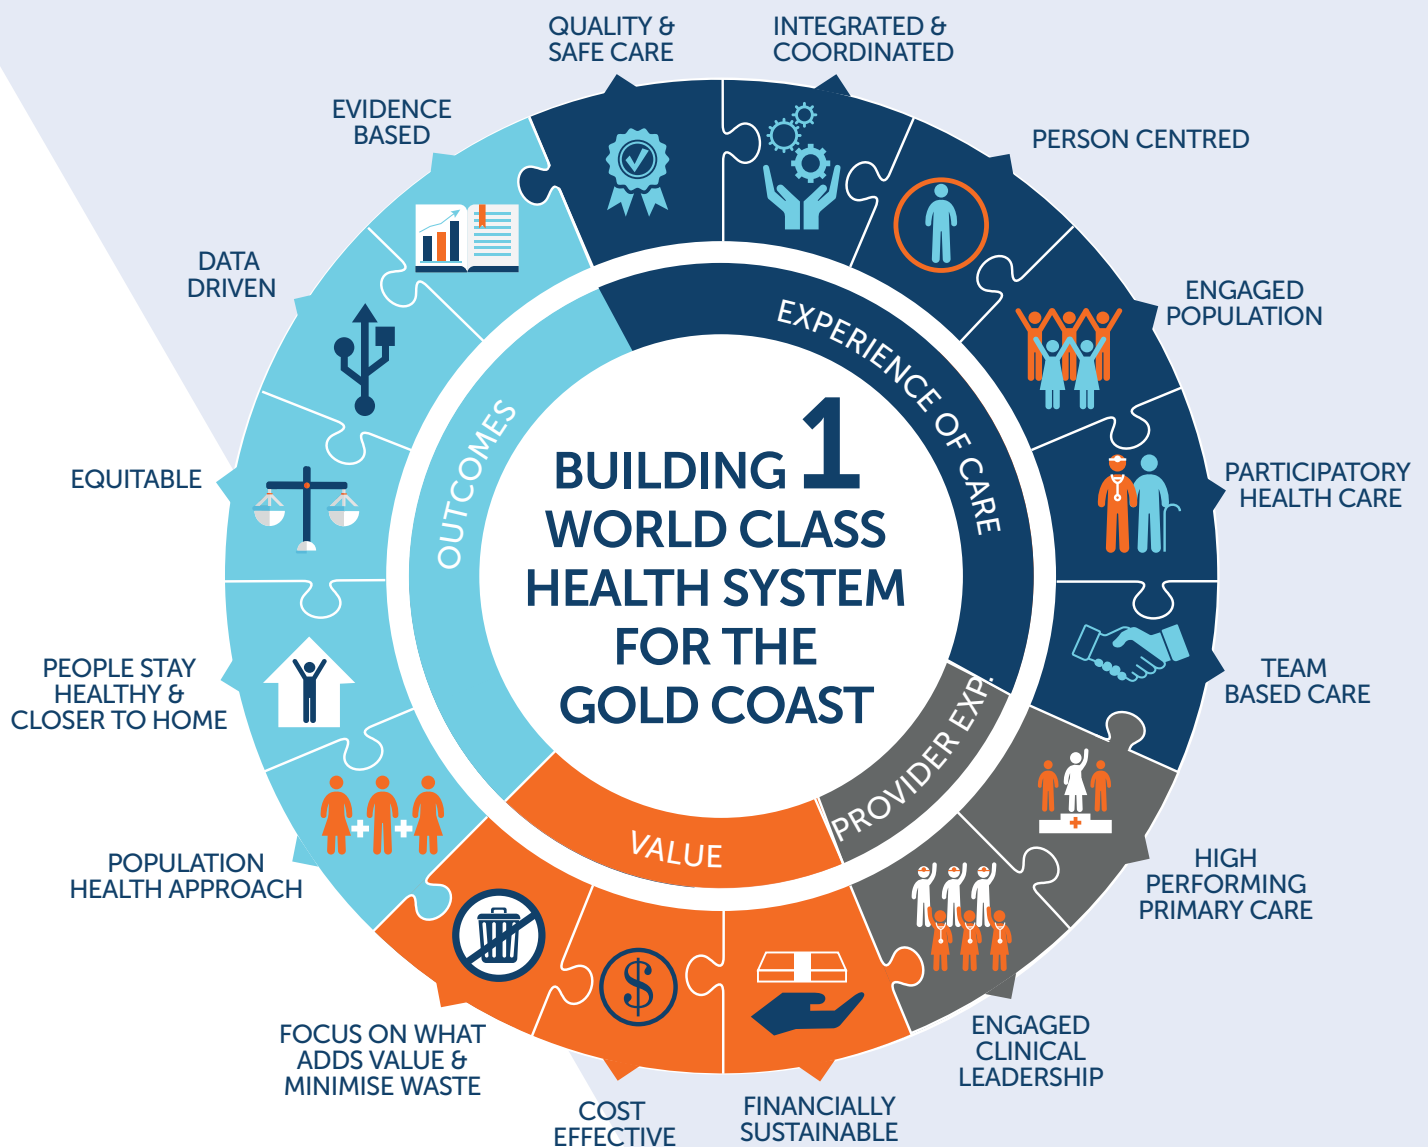 QUALITY &
SAFE CARE
INTEGRATED &
COORDINATED
PERSON CENTRED
ENGAGED
POPULATION
PARTICIPATORY
HEALTH CARE
TEAM
BASED CARE
HIGH
PERFORMING
PRIMARY CARE
ENGAGED
CLINICAL
LEADERSHIP
FINANCIALLY
SUSTAINABLE
COST
EFFECTIVE
FOCUS ON WHAT
ADDS VALUE &
MINIMISE WASTE
POPULATION
HEALTH APPROACH
PEOPLE STAY
HEALTHY &
CLOSER TO HOME
EQUITABLE
DATA
DRIVEN
EVIDENCE
BASED
EXPERIENCE OF CARE
PROVIDER EXP.
VALUE
OUTCOMES
BUILDING 1
WORLD CLASS
HEALTH SYSTEM
FOR THE
GOLD COAST
$